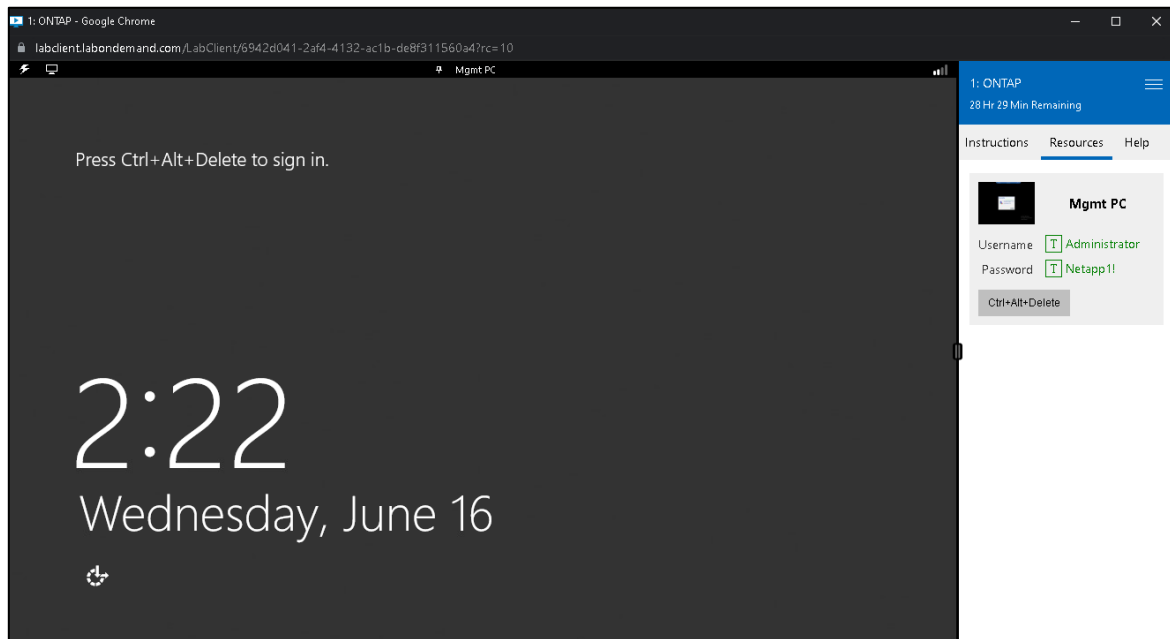 1: ONTAP - Google Chrome
labclient.labondemand.com/LabClient/6942d041-2af4-4132-ac1b-de8f311560a4?rc=10
Mgmt PC
Press Ctrl+Alt+Delete to sign in.
2:22
Wednesday, June 16
1: ONTAP
28 Hr 29 Min Remaining
Instructions Resources Help
Mgmt PC
Username T Administrator
Password T Netapp1!
Ctrl+Alt+Delete